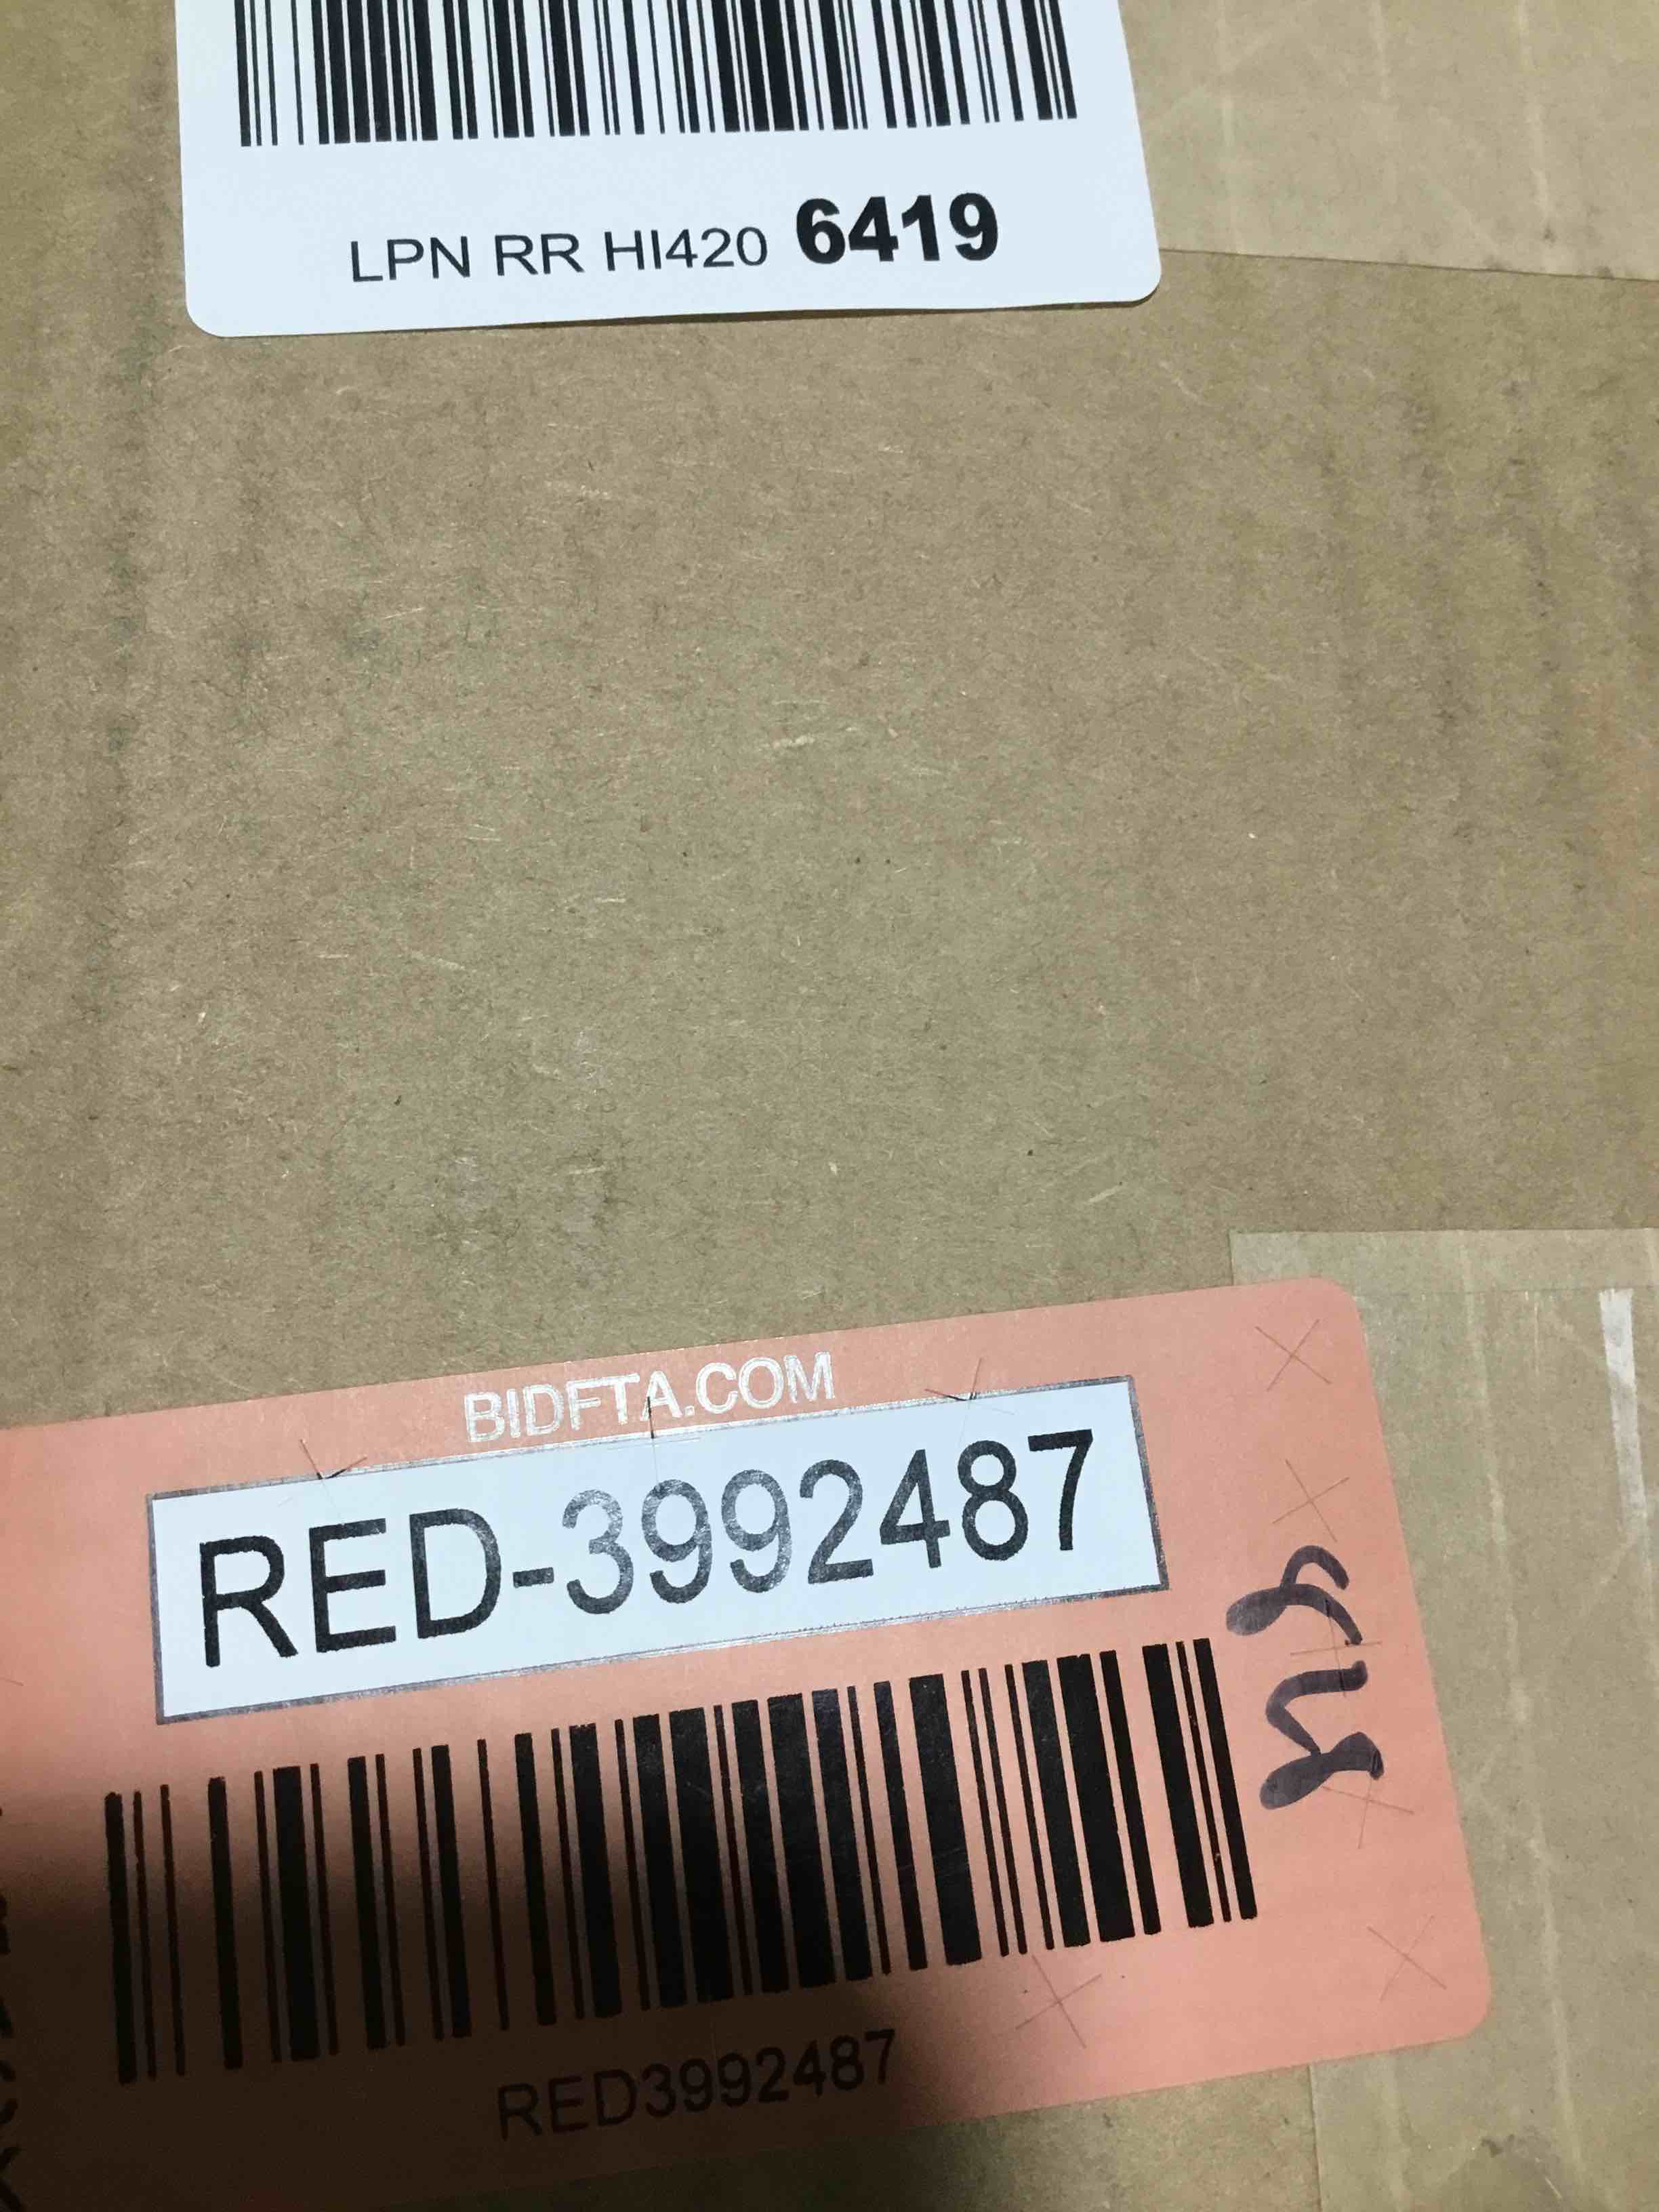 LPN RR HI420 6419
BIDFTA.COM
RED-3992487
RED3992487